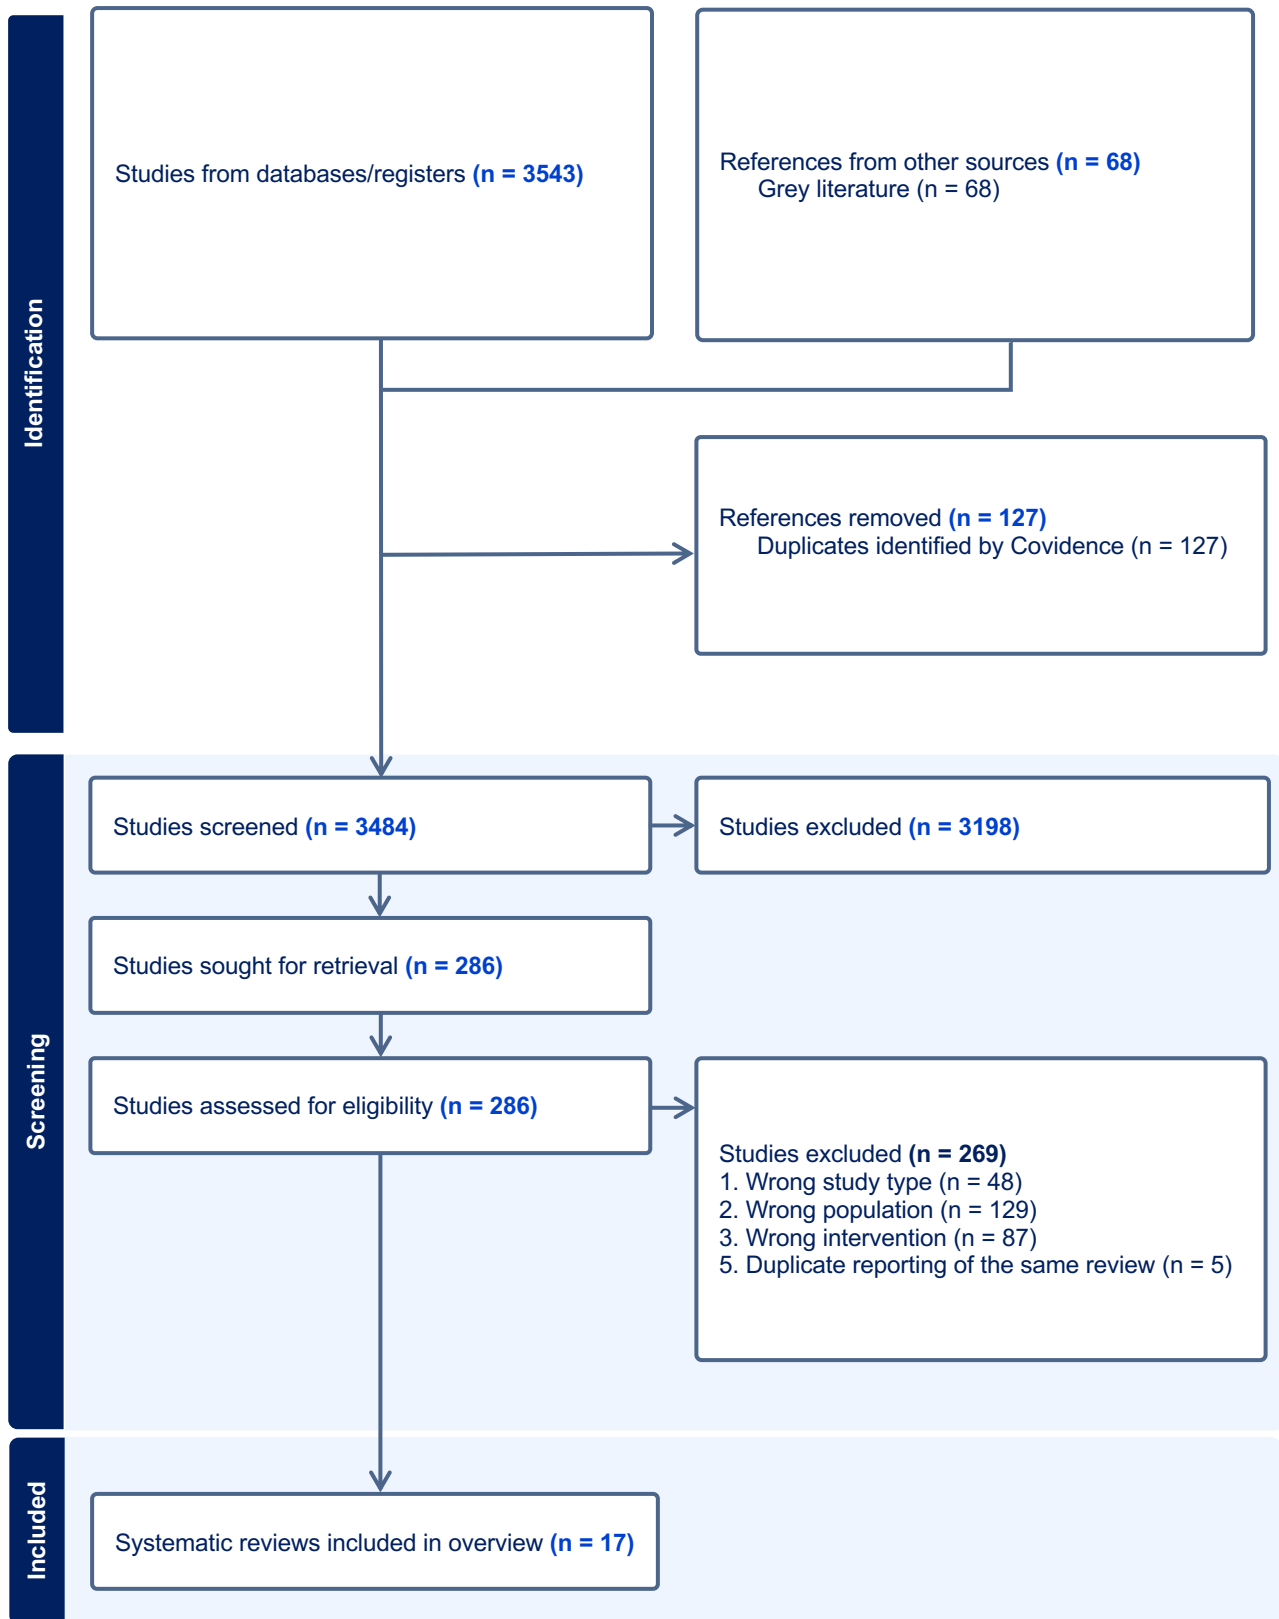 Identification
Studies from databases/registers (n = 3543)
References from other sources (n = 68)
Grey literature (n = 68)
References removed (n = 127)
Duplicates identified by Covidence (n = 127)
Screening
Studies screened (n = 3484)
Studies excluded (n = 3198)
Studies sought for retrieval (n = 286)
Studies assessed for eligibility (n = 286)
Studies excluded (n = 269)
1. Wrong study type (n = 48)
2. Wrong population (n = 129)
3. Wrong intervention (n = 87)
5. Duplicate reporting of the same review (n = 5)
Included
Systematic reviews included in overview (n = 17)